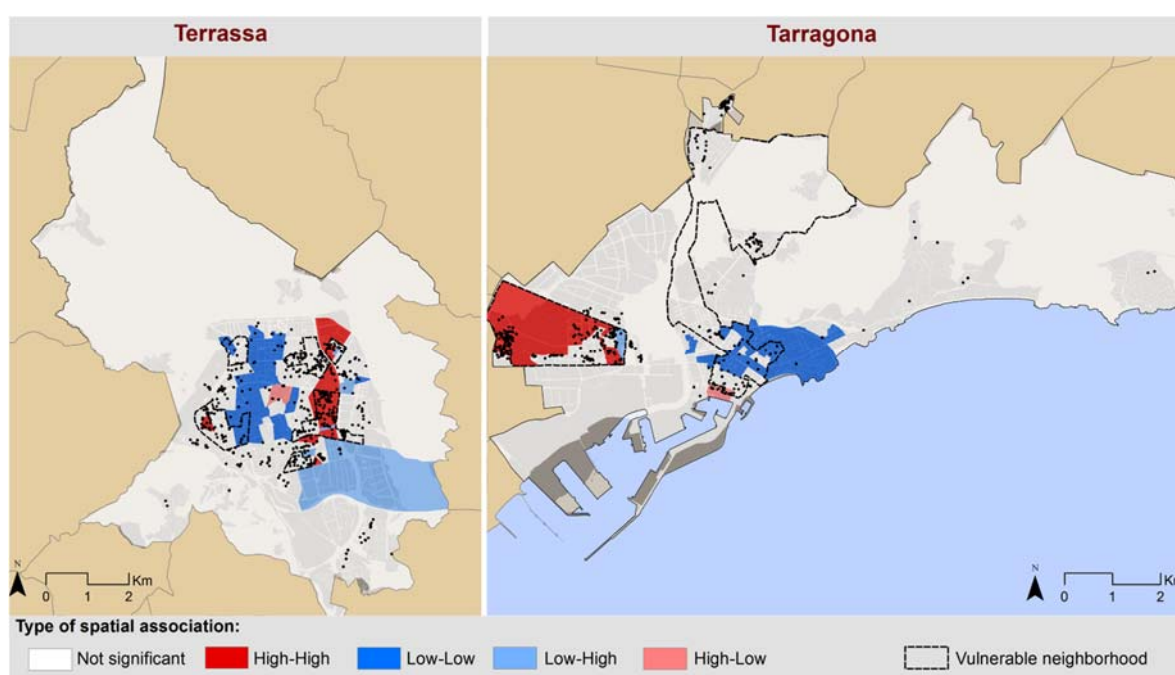 Terrassa
Tarragona
N
0 1 2 Km
N
0 1 2 K
Type of spatial association:
Not significant High-High Low-Low Low-High High-Low Vulnerable neighborhood